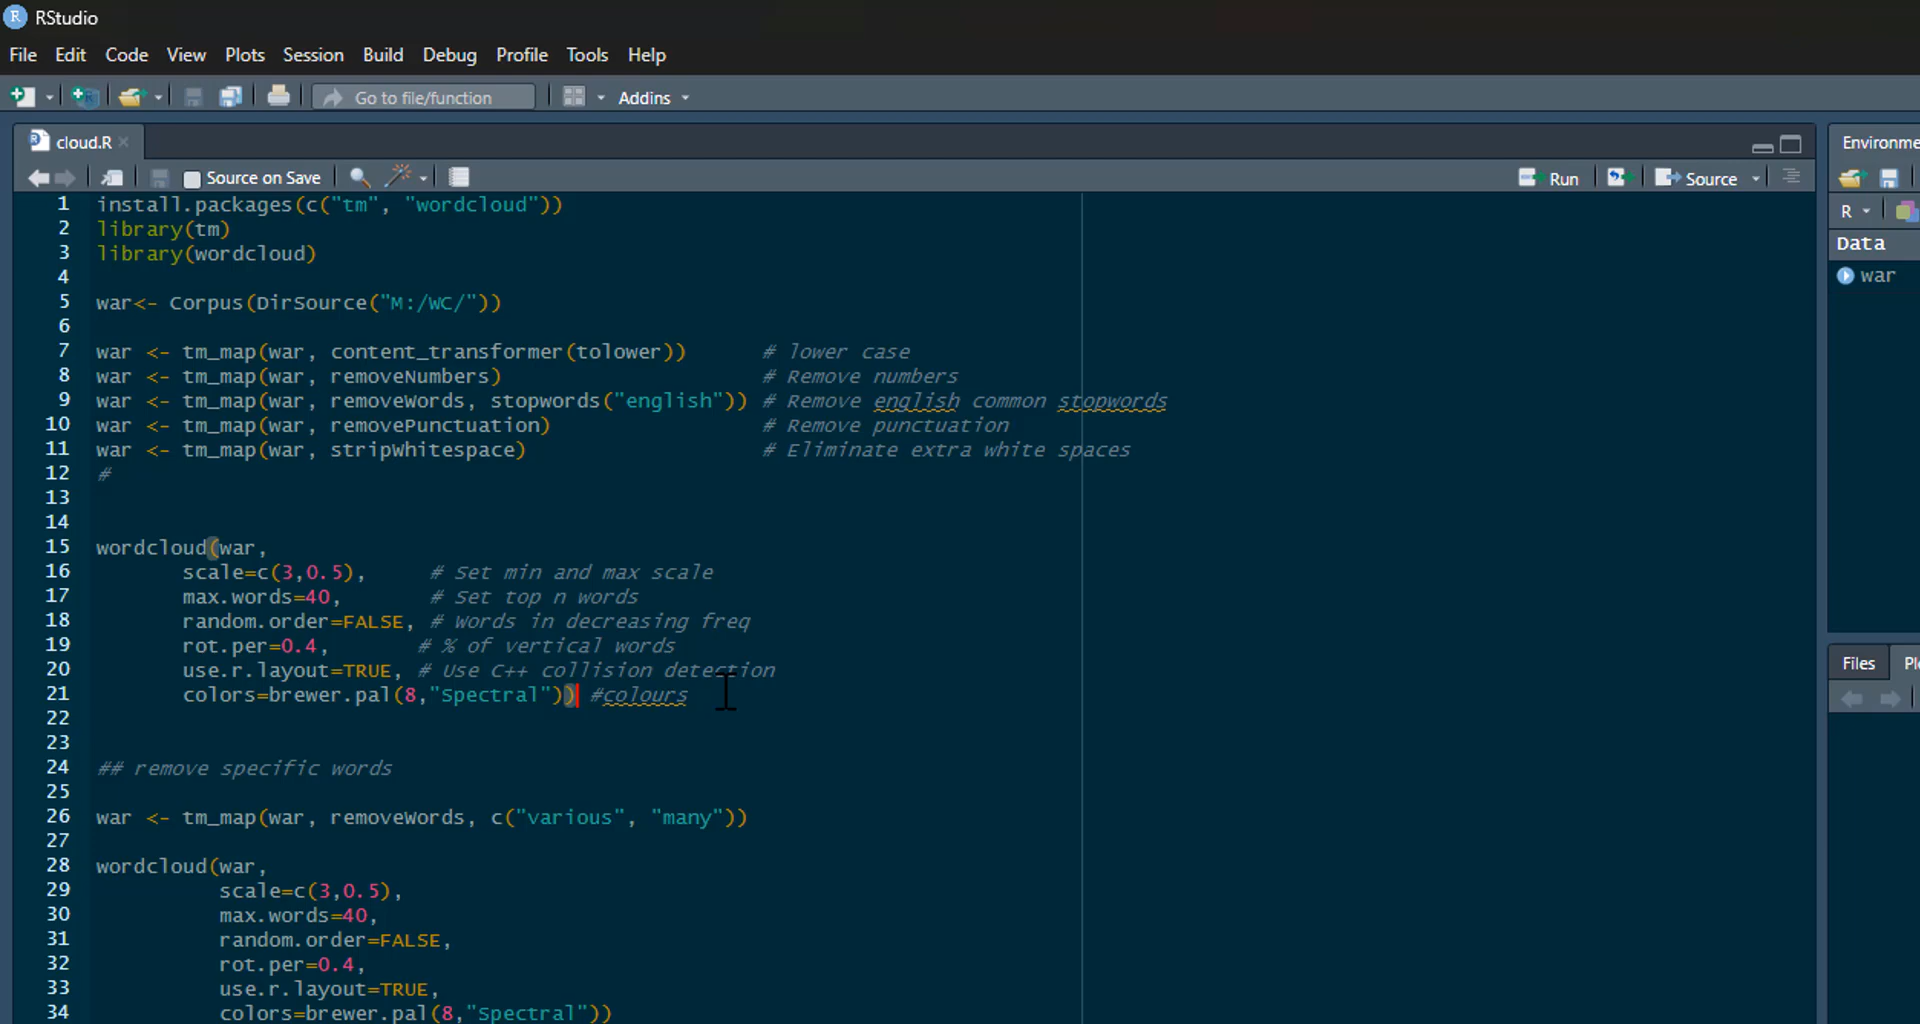 RStudio
File Edit Code View Plots Session Build Debug Profile Tools Help
Go to file/function Addins
cloud.R
Source on Save Run Source
1 install.packages(c("tm", "wordcloud"))
2 library(tm)
3 library(wordcloud)
4
5 war<- Corpus(DirSource("M:/WC/"))
6
7 war <- tm_map(war, content_transformer(tolower)) # lower case
8 war <- tm_map(war, removeNumbers) # Remove numbers
9 war <- tm_map(war, removeWords, stopwords("english")) # Remove english common stopwords
10 war <- tm_map(war, removePunctuation) # Remove punctuation
11 war <- tm_map(war, stripWhitespace) # Eliminate extra white spaces
12 #
13
14
15 wordcloud(war,
16 scale=c(3,0.5), # Set min and max scale
17 max.words=40, # Set top n words
18 random.order=FALSE, # Words in decreasing freq
19 rot.per=0.4, # % of vertical words
20 use.r.layout=TRUE, # Use C++ collision detection
21 colors=brewer.pal(8,"Spectral")) #colours
22
23
24 ## remove specific words
25
26 war <- tm_map(war, removeWords, c("various", "many"))
27
28 wordcloud(war,
29 scale=c(3,0.5),
30 max.words=40,
31 random.order=FALSE,
32 rot.per=0.4,
33 use.r.layout=TRUE,
34 colors=brewer.pal(8,"Spectral"))
Environme
R
Data
war
Files Pl